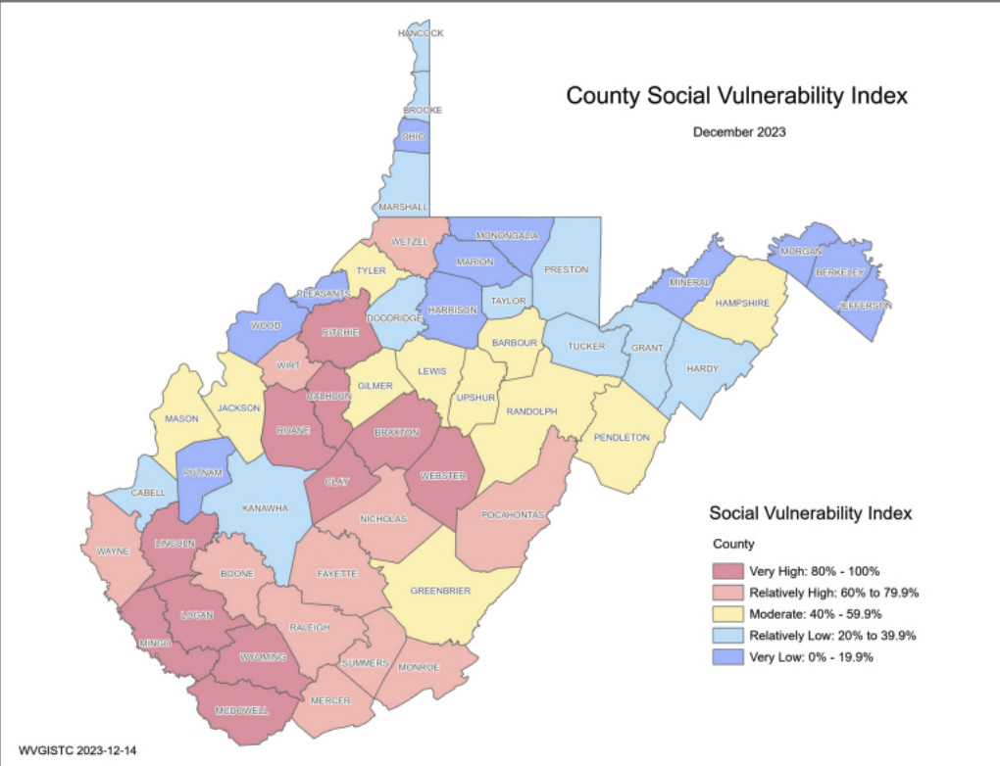 HANCOCK
County Social Vulnerability Index
BROOKE
December 2023
OHIO
MARSHALL
WETZEL
MONONGALIA
MORGAN
MARION
TYLER
PRESTON
BERKELEY
MINERAL
PLEASANTS
TAYLOR
HAMPSHIRE
JEFFERSON
HARRISON
DODDRIDGE
WOOD
RITCHIE
BARBOUR
TUCKER
GRANT
WIRT
LEWIS
HARDY
GILMER
CALHOUN
UPSHUR
JACKSON
RANDOLPH
MASON
ROANE
BRAXTON
PENDLETON
PUTNAM
WEBSTER
CLAY
CABELL
KANAWHA
Social Vulnerability Index
POCAHONTAS
NICHOLAS
LINCOLN
County
WAYNE
Very High: 80% - 100%
BOONE
FAYETTE
Relatively High: 60% to 79.9%
GREENBRIER
Moderate: 40% - 59.9%
LOGAN
RALEIGH
Relatively Low: 20% to 39.9%
MINGO
WYOMING
Very Low: 0% - 19.9%
SUMMERS
MONROE
MERCER
MCDOWELL
WVGISTC 2023-12-14